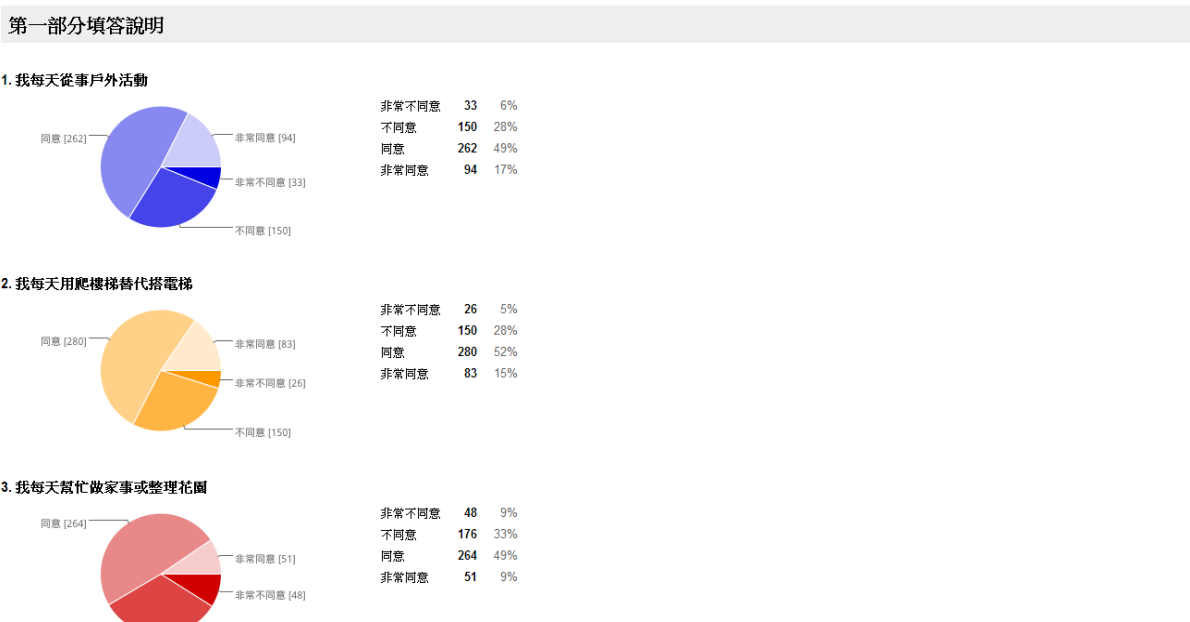 第一部分填答說明
1. 我每天從事戶外活動
同意 [262]
非常同意 [94]
非常不同意 [33]
不同意 [150]
非常不同意 33 6%
不同意 150 28%
同意 262 49%
非常同意 94 17%
2. 我每天用爬樓梯替代搭電梯
同意 [280]
非常同意 [83]
非常不同意 [26]
不同意 [150]
非常不同意 26 5%
不同意 150 28%
同意 280 52%
非常同意 83 15%
3. 我每天幫忙做家事或整理花園
同意 [264]
非常同意 [51]
非常不同意 [48]
非常不同意 48 9%
不同意 176 33%
同意 264 49%
非常同意 51 9%